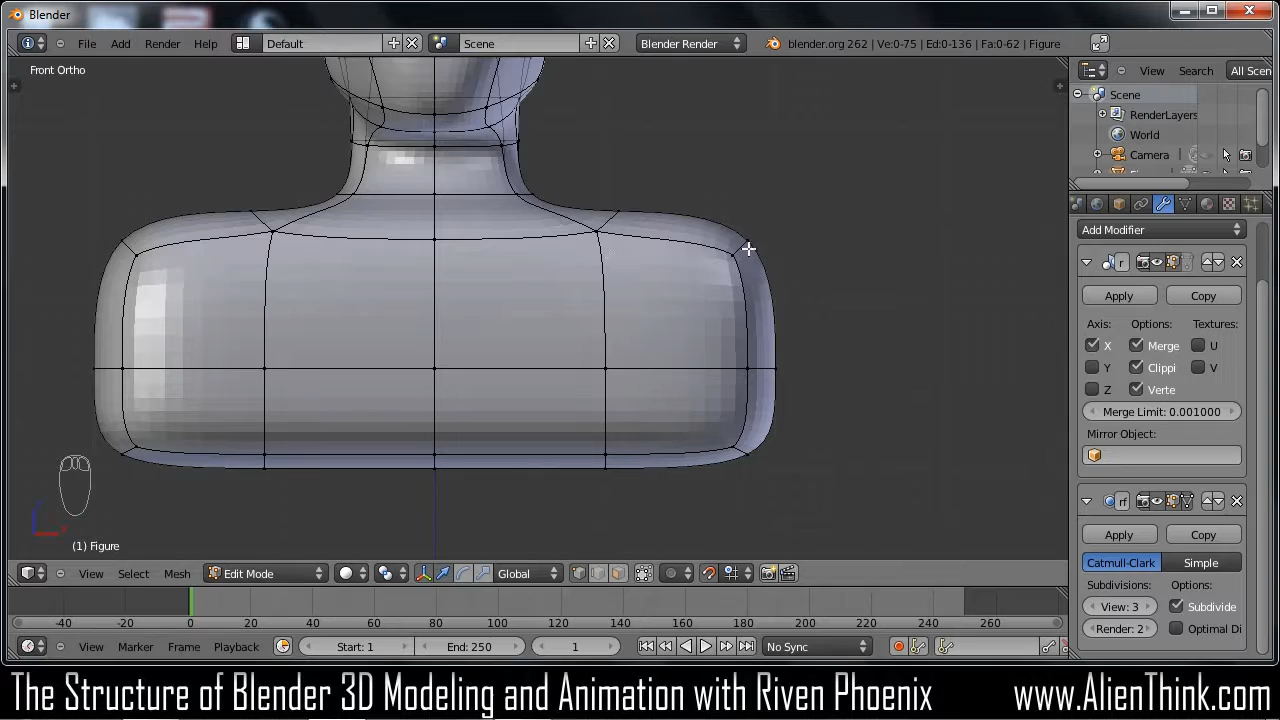 Blender
File Add Render Help Default Scene Blender Render blender.org 262 | Ve:0-75 | Ed:0-136 | Fa:0-62 | Figure
Front Ortho
View Search All Scen
Scene
RenderLayers
World
Camera
Add Modifier
Apply Copy
Axis: Options: Textures:
X Merge U
Y Clippi V
Z Verte
Merge Limit: 0.001000
Mirror Object:
rf
Apply Copy
Catmull-Clark Simple
Subdivisions: Options:
View: 3 Subdivide
Render: 2 Optimal Di
(1) Figure
View Select Mesh Edit Mode Global
-40 -20 0 20 40 60 80 100 120 140 160 180 200 220 240 260
View Marker Frame Playback Start: 1 End: 250 1 No Sync
The Structure of Blender 3D Modeling and Animation with Riven Phoenix www.AlienThink.com